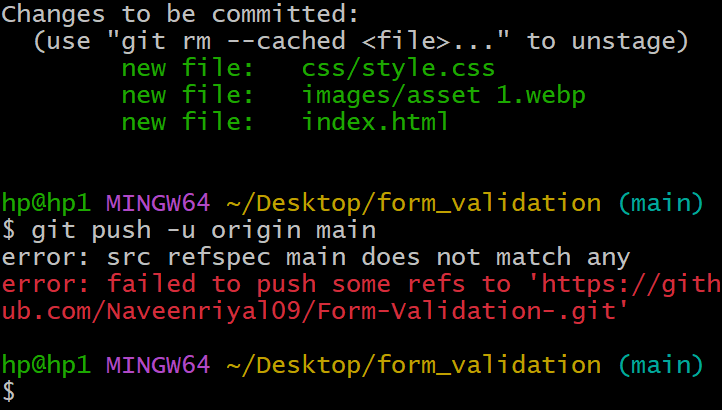 Changes to be committed:
  (use "git rm --cached <file>..." to unstage)
        new file:   css/style.css
        new file:   images/asset 1.webp
        new file:   index.html
hp@hp1 MINGW64 ~/Desktop/form_validation (main)
$ git push -u origin main
error: src refspec main does not match any
error: failed to push some refs to 'https://gith
ub.com/Naveenriyal09/Form-Validation-.git'
hp@hp1 MINGW64 ~/Desktop/form_validation (main)
$